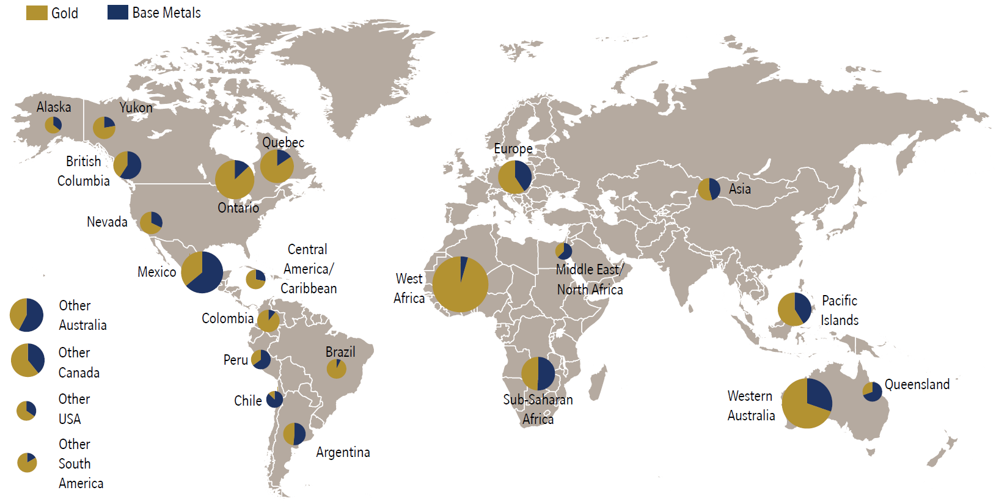 Gold
Base Metals
Alaska
Yukon
British
Columbia
Quebec
Ontario
Nevada
Mexico
Central
America/
Caribbean
Colombia
Peru
Brazil
Chile
Argentina
Europe
Asia
West
Africa
Middle East/
North Africa
Sub-Saharan
Africa
Pacific
Islands
Western
Australia
Queensland
Other
Australia
Other
Canada
Other
USA
Other
South
America